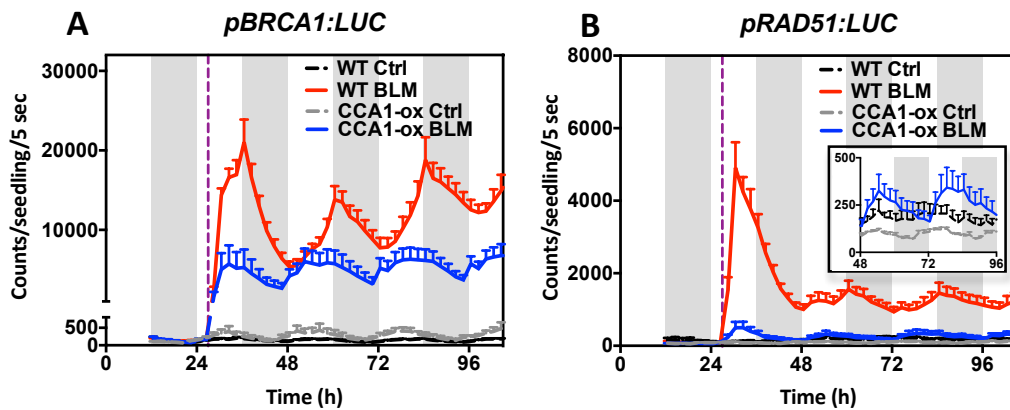 A
pBRCA1:LUC
30000
20000
10000
500
0
Counts/seedling/5 sec
WT Ctrl
WT BLM
CCA1-ox Ctrl
CCA1-ox BLM
0 24 48 72 96
Time (h)
B
pRAD51:LUC
8000
6000
4000
2000
0
Counts/seedling/5 sec
WT Ctrl
WT BLM
CCA1-ox Ctrl
CCA1-ox BLM
500
250
0
48 72 96
0 24 48 72 96
Time (h)